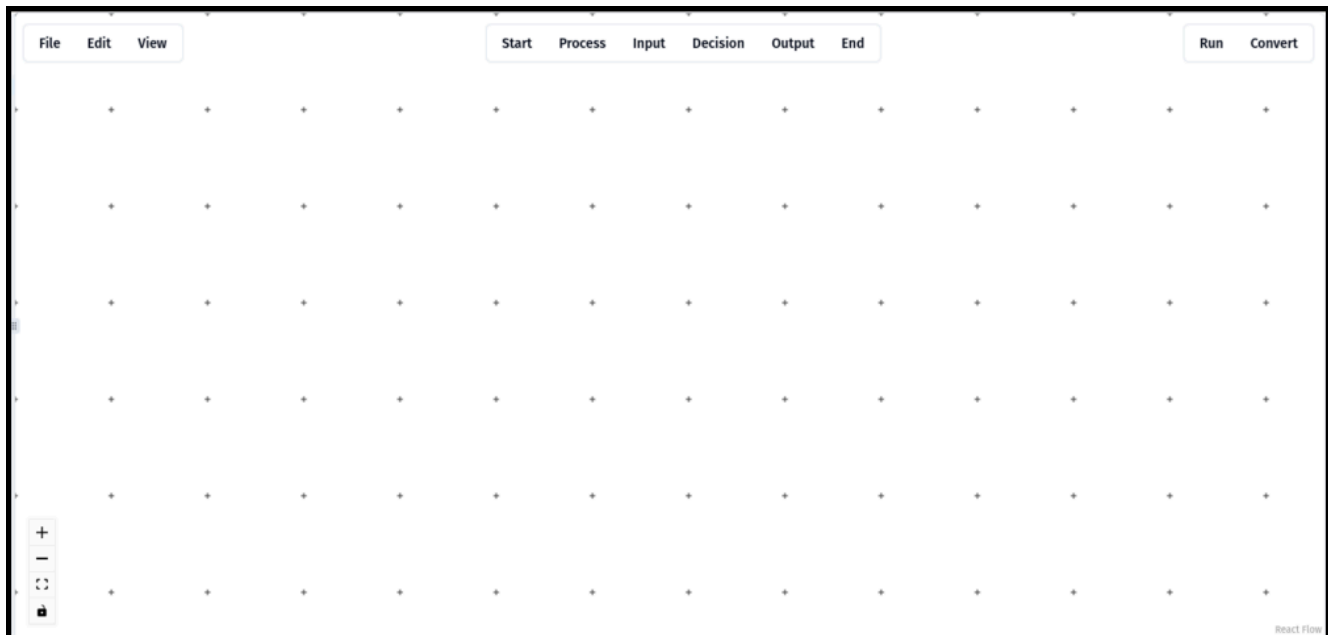 File Edit View Start Process Input Decision Output End Run Convert
React Flow